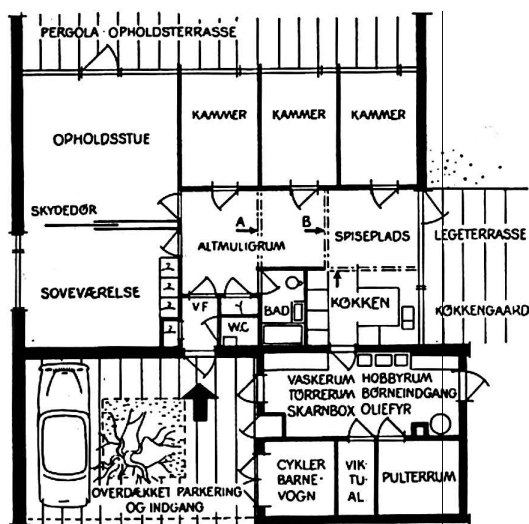 PERGOLA OPHOLDSTERRASSE
OPHOLDSSTUE
KAMMER
KAMMER
KAMMER
SKYDEDØR
A
B
ALTMULIGRUM
SPISEPLADS
LEGETERRASSE
SOVEVÆRELSE
VF
W.C
BAD
KØKKEN
KØKKENGAARD
VASKERUM HOBBYRUM
TØRRERUM BØRNEINDGANG
SKARNBOX OLIEFYR
CYKLER
BARNE-
VOGN
VIK-
TU-
AL
PULTERRUM
OVERDÆKKET PARKERING
OG INDGANG